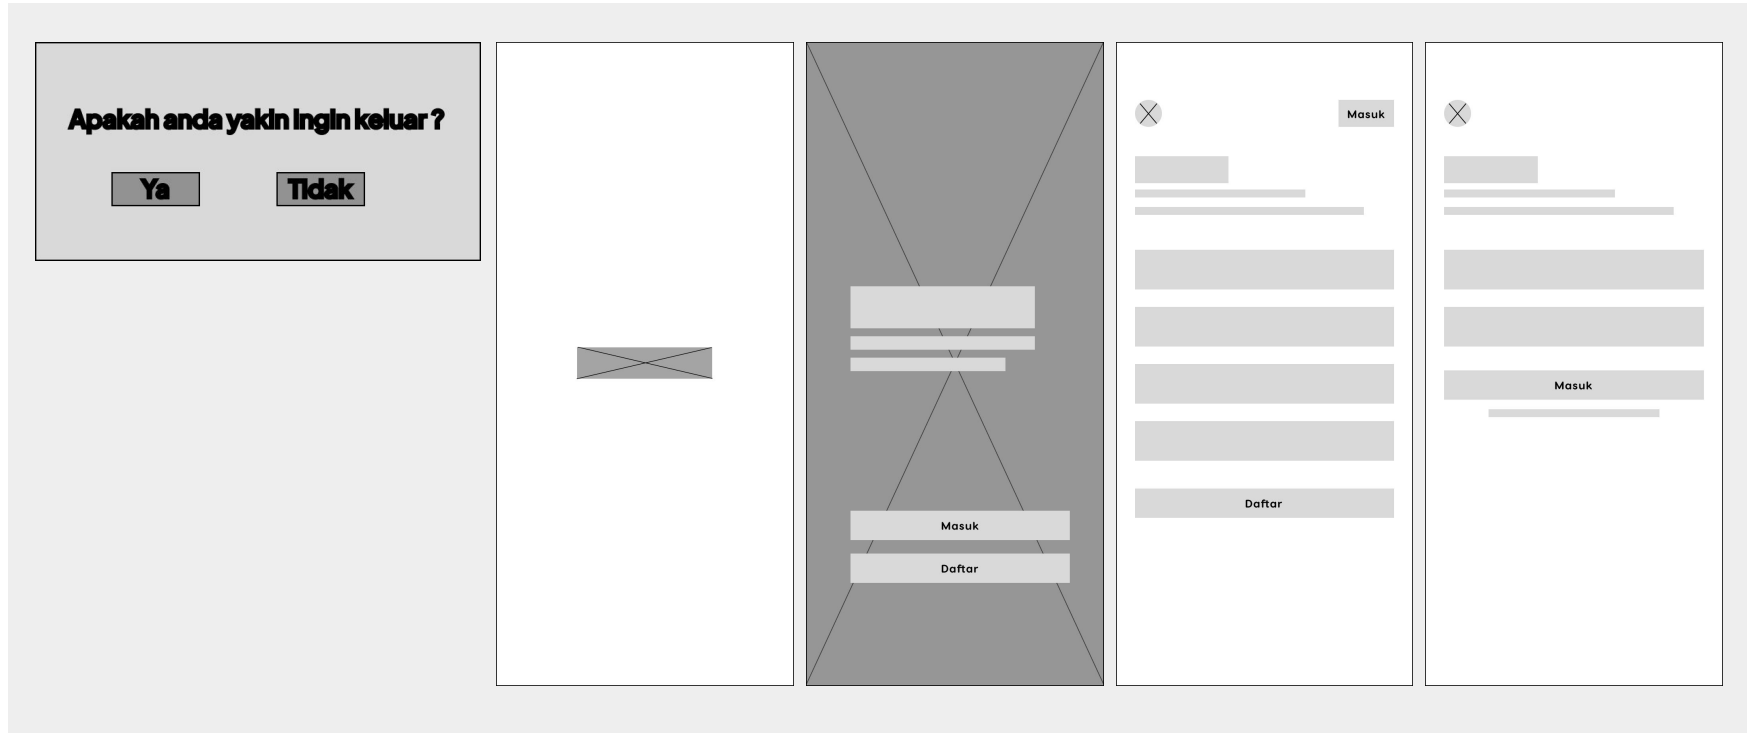 Apakah anda yakin ingin keluar ?
Ya
Tidak
Masuk
Daftar
Masuk
Daftar
Masuk